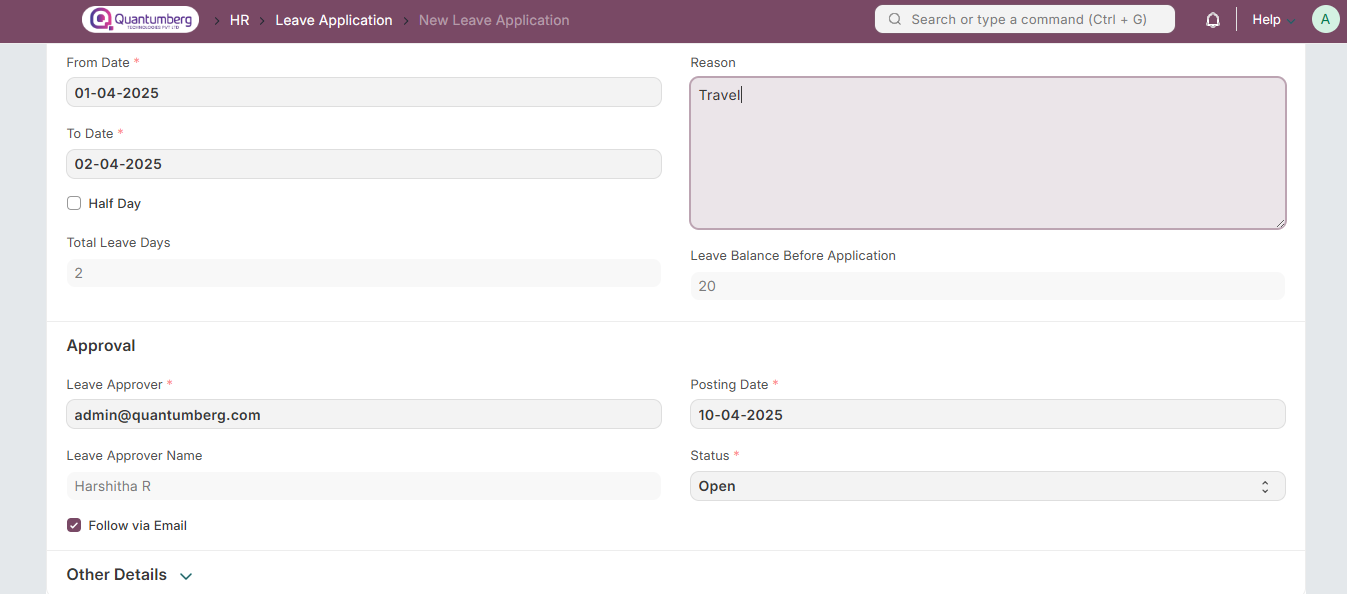 Quantumberg
TECHNOLOGIES PVT LTD
HR
Leave Application
New Leave Application
Search or type a command (Ctrl + G)
Help
A
From Date *
01-04-2025
To Date *
02-04-2025
Half Day
Total Leave Days
2
Reason
Travel
Leave Balance Before Application
20
Approval
Leave Approver *
admin@quantumberg.com
Leave Approver Name
Harshitha R
Follow via Email
Posting Date *
10-04-2025
Status *
Open
Other Details